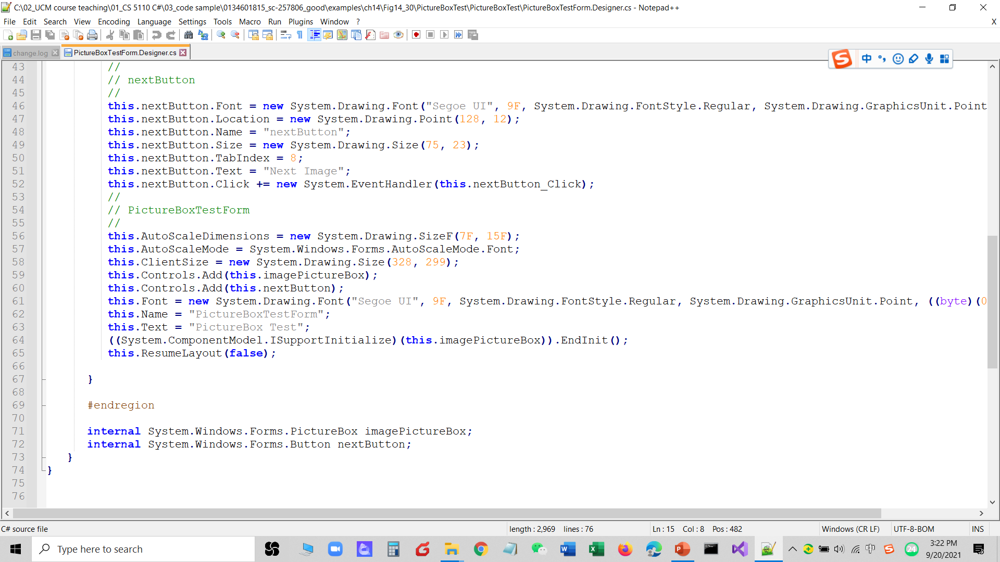 C:\02_UCM course teaching\01_CS 5110 C#\03_code sample\0134601815_sc-257806_good\examples\ch14\Fig14_30\PictureBoxTest\PictureBoxTest\PictureBoxTestForm.Designer.cs - Notepad++
File Edit Search View Encoding Language Settings Tools Macro Run Plugins Window ? X
change.log PictureBoxTestForm.Designer.cs
中
43 //
44 // nextButton
45 //
46 this.nextButton.Font = new System.Drawing.Font("Segoe UI", 9F, System.Drawing.FontStyle.Regular, System.Drawing.GraphicsUnit.Point
47 this.nextButton.Location = new System.Drawing.Point(128, 12);
48 this.nextButton.Name = "nextButton";
49 this.nextButton.Size = new System.Drawing.Size(75, 23);
50 this.nextButton.TabIndex = 8;
51 this.nextButton.Text = "Next Image";
52 this.nextButton.Click += new System.EventHandler(this.nextButton_Click);
53 //
54 // PictureBoxTestForm
55 //
56 this.AutoScaleDimensions = new System.Drawing.SizeF(7F, 15F);
57 this.AutoScaleMode = System.Windows.Forms.AutoScaleMode.Font;
58 this.ClientSize = new System.Drawing.Size(328, 299);
59 this.Controls.Add(this.imagePictureBox);
60 this.Controls.Add(this.nextButton);
61 this.Font = new System.Drawing.Font("Segoe UI", 9F, System.Drawing.FontStyle.Regular, System.Drawing.GraphicsUnit.Point, ((byte)(0
62 this.Name = "PictureBoxTestForm";
63 this.Text = "PictureBox Test";
64 ((System.ComponentModel.ISupportInitialize)(this.imagePictureBox)).EndInit();
65 this.ResumeLayout(false);
66
67 }
68
69 #endregion
70
71 internal System.Windows.Forms.PictureBox imagePictureBox;
72 internal System.Windows.Forms.Button nextButton;
73 }
74 }
75
76
C# source file length : 2,969 lines : 76 Ln : 15 Col : 8 Pos : 482 Windows (CR LF) UTF-8-BOM INS
Type here to search 中 24 3:22 PM
9/20/2021